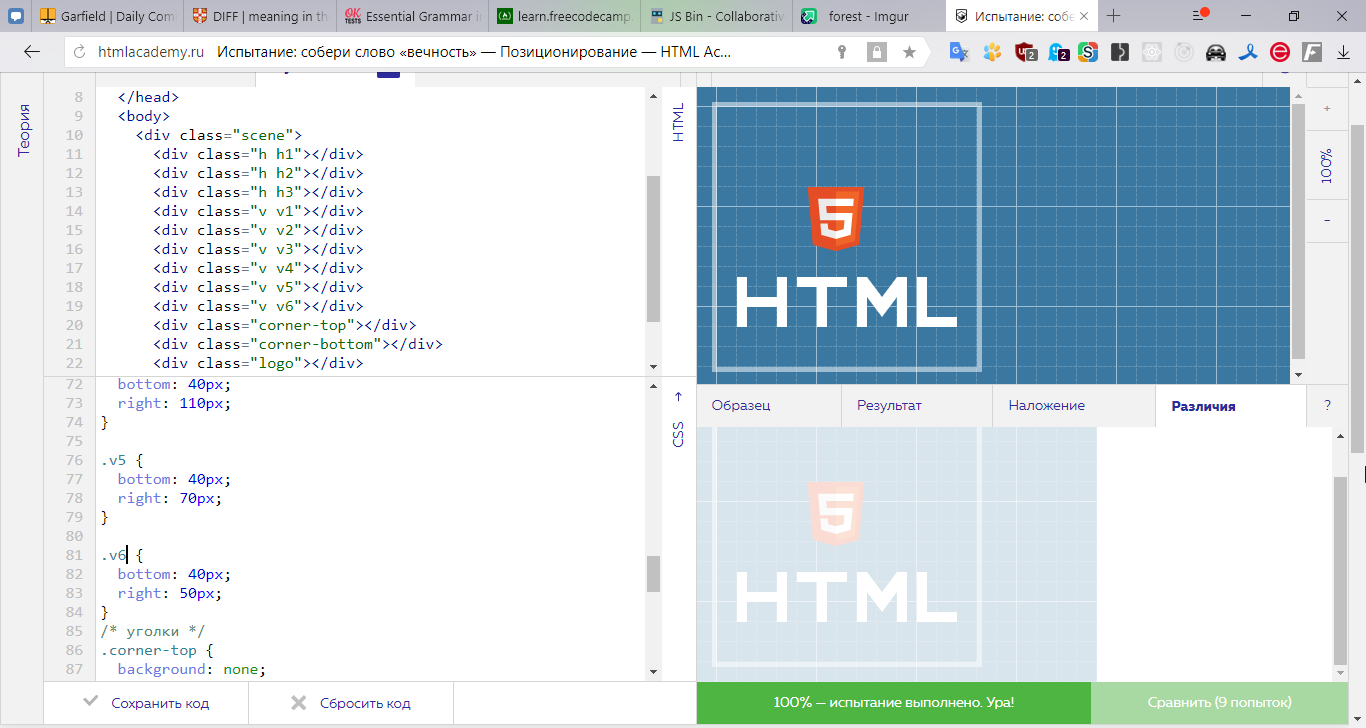 Garfield | Daily Com
DIFF | meaning in th
Essential Grammar i
learn.freecodecamp.
JS Bin - Collaborativ
forest - Imgur
Испытание: собе
htmlacademy.ru Испытание: собери слово «вечность» — Позиционирование — HTML Ac...
Теория
8 </head>
9 <body>
10 <div class="scene">
11 <div class="h h1"></div>
12 <div class="h h2"></div>
13 <div class="h h3"></div>
14 <div class="v v1"></div>
15 <div class="v v2"></div>
16 <div class="v v3"></div>
17 <div class="v v4"></div>
18 <div class="v v5"></div>
19 <div class="v v6"></div>
20 <div class="corner-top"></div>
21 <div class="corner-bottom"></div>
22 <div class="logo"></div>
HTML
72 bottom: 40px;
73 right: 110px;
74 }
75
76 .v5 {
77 bottom: 40px;
78 right: 70px;
79 }
80
81 .v6 {
82 bottom: 40px;
83 right: 50px;
84 }
85 /* уголки */
86 .corner-top {
87 background: none;
CSS
Сохранить код
Сбросить код
5
HTML
+
100%
−
Образец
Результат
Наложение
Различия
?
5
HTML
100% — испытание выполнено. Ура!
Сравнить (9 попыток)